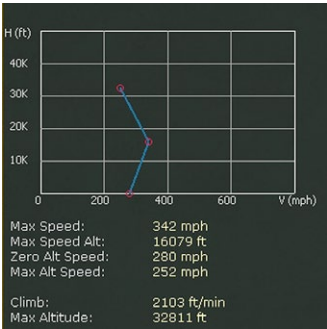 H (ft)
40K
30K
20K
10K
0 200 400 600 V (mph)
Max Speed: 342 mph
Max Speed Alt: 16079 ft
Zero Alt Speed: 280 mph
Max Alt Speed: 252 mph
Climb: 2103 ft/min
Max Altitude: 32811 ft